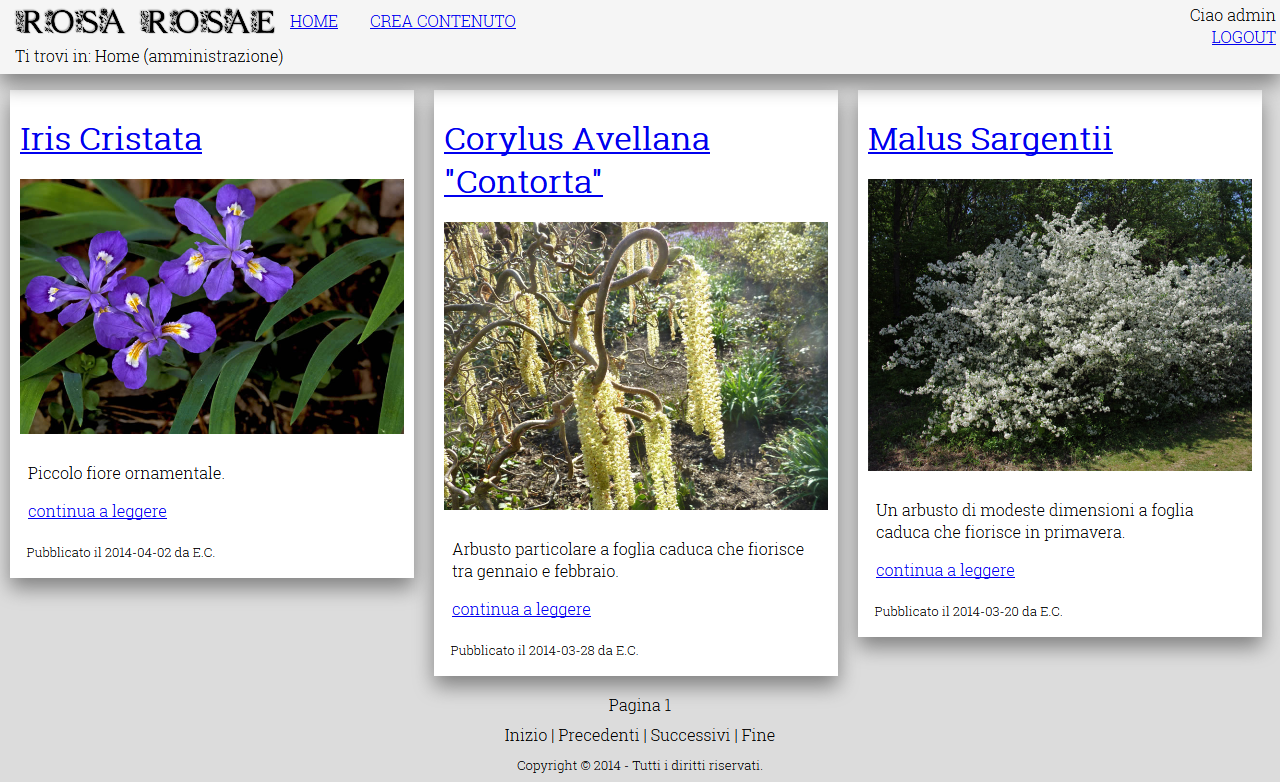 ROSA ROSAE
HOME
CREA CONTENUTO
Ciao admin
LOGOUT
Ti trovi in: Home (amministrazione)
Iris Cristata
Piccolo fiore ornamentale.
continua a leggere
Pubblicato il 2014-04-02 da E.C.
Corylus Avellana
"Contorta"
Arbusto particolare a foglia caduca che fiorisce
tra gennaio e febbraio.
continua a leggere
Pubblicato il 2014-03-28 da E.C.
Malus Sargentii
Un arbusto di modeste dimensioni a foglia
caduca che fiorisce in primavera.
continua a leggere
Pubblicato il 2014-03-20 da E.C.
Pagina 1
Inizio | Precedenti | Successivi | Fine
Copyright © 2014 - Tutti i diritti riservati.